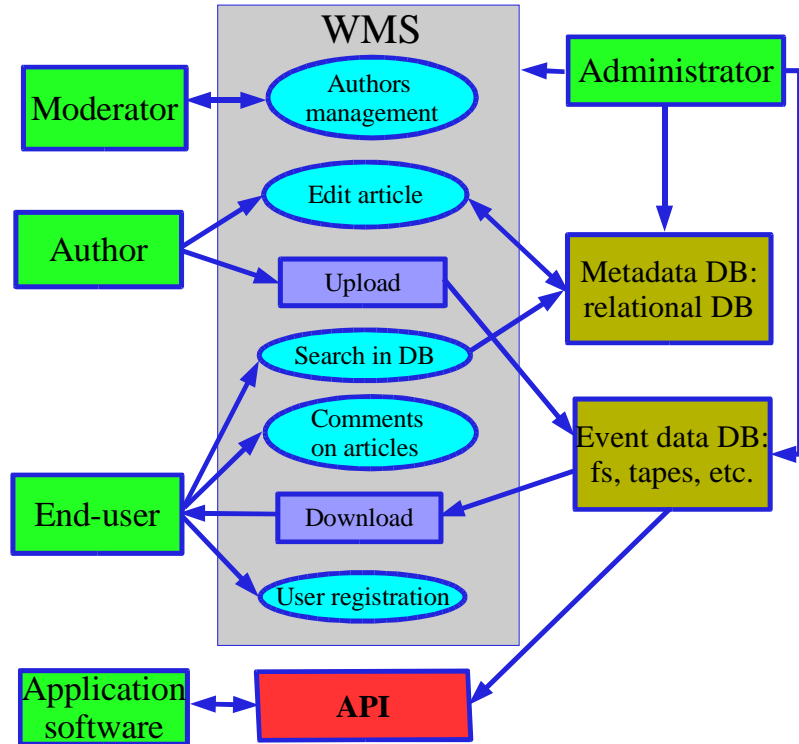 WMS
Administrator
Authors
management
Moderator
Edit article
Author
Upload
Metadata DB:
relational DB
Search in DB
Comments
on articles
Event data DB:
fs, tapes, etc.
End-user
Download
User registration
Application
software
API